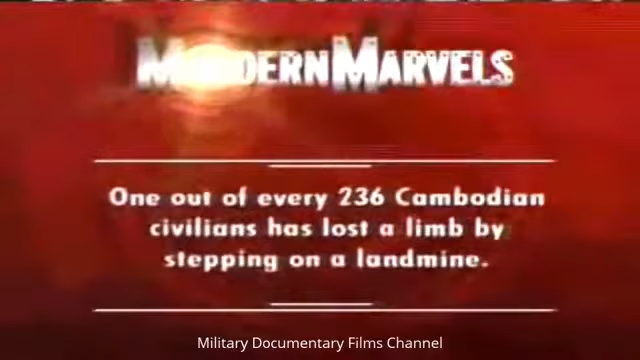 MODERN MARVELS
One out of every 236 Cambodian
civilians has lost a limb by
stepping on a landmine.
Military Documentary Films Channel